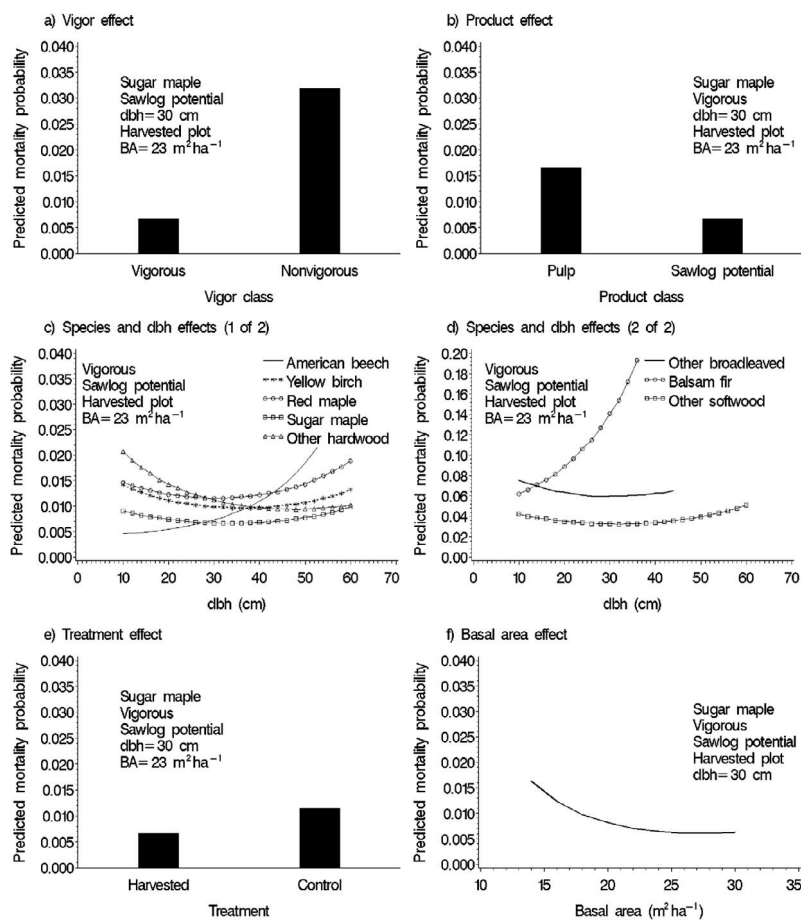 a) Vigor effect
Predicted mortality probability
0.040
0.035
0.030
0.025
0.020
0.015
0.010
0.005
0.000
Sugar maple
Sawlog potential
dbh= 30 cm
Harvested plot
BA= 23 m²ha⁻¹
Vigorous
Nonvigorous
Vigor class
b) Product effect
Predicted mortality probability
0.040
0.035
0.030
0.025
0.020
0.015
0.010
0.005
0.000
Sugar maple
Vigorous
dbh= 30 cm
Harvested plot
BA= 23 m²ha⁻¹
Pulp
Sawlog potential
Product class
c) Species and dbh effects (1 of 2)
Predicted mortality probability
0.040
0.035
0.030
0.025
0.020
0.015
0.010
0.005
0.000
Vigorous
Sawlog potential
Harvested plot
BA= 23 m²ha⁻¹
American beech
Yellow birch
Red maple
Sugar maple
Other hardwood
0 10 20 30 40 50 60 70
dbh (cm)
d) Species and dbh effects (2 of 2)
Predicted mortality probability
0.20
0.18
0.16
0.14
0.12
0.10
0.08
0.06
0.04
0.02
0.00
Vigorous
Sawlog potential
Harvested plot
BA= 23 m²ha⁻¹
Other broadleaved
Balsam fir
Other softwood
0 10 20 30 40 50 60 70
dbh (cm)
e) Treatment effect
Predicted mortality probability
0.040
0.035
0.030
0.025
0.020
0.015
0.010
0.005
0.000
Sugar maple
Vigorous
Sawlog potential
dbh= 30 cm
BA= 23 m²ha⁻¹
Harvested
Control
Treatment
f) Basal area effect
Predicted mortality probability
0.040
0.035
0.030
0.025
0.020
0.015
0.010
0.005
0.000
Sugar maple
Vigorous
Sawlog potential
Harvested plot
dbh= 30 cm
10 15 20 25 30 35
Basal area (m²ha⁻¹)